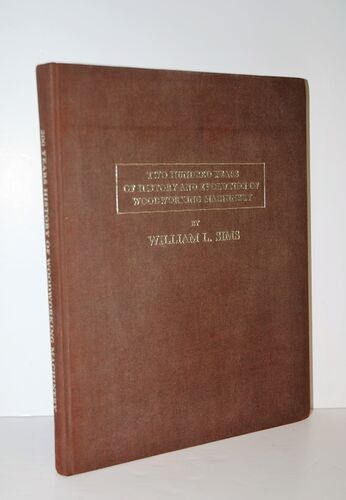 TWO HUNDRED YEARS
OF HISTORY AND EVOLUTION OF
WOODWORKING MACHINERY
BY
WILLIAM L. SIMS
200 YEARS HISTORY OF WOODWORKING MACHINERY